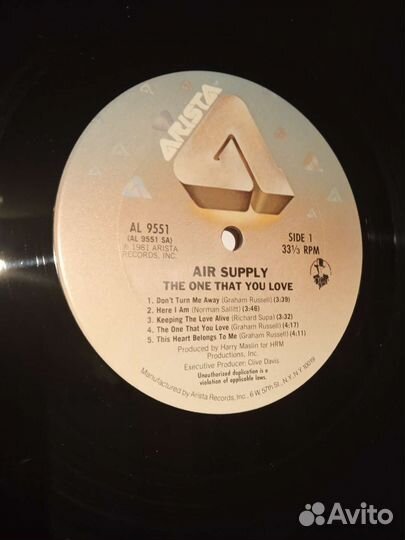 ARISTA
AL 9551
(AL 9551 SA)
℗ 1981 ARISTA
RECORDS, INC.
SIDE 1
33⅓ RPM
AIR SUPPLY
THE ONE THAT YOU LOVE
1. Don't Turn Me Away (Graham Russell) (3:39)
2. Here I Am (Norman Sallitt) (3:46)
3. Keeping The Love Alive (Richard Supa) (3:32)
4. The One That You Love (Graham Russell) (4:17)
5. This Heart Belongs To Me (Graham Russell) (4:11)
Produced by Harry Maslin for HRM
Productions, Inc.
Executive Producer: Clive Davis
Unauthorized duplication is a
violation of applicable laws.
Manufactured by Arista Records, Inc., 6 W. 57th St., N.Y., N.Y. 10019
Avito